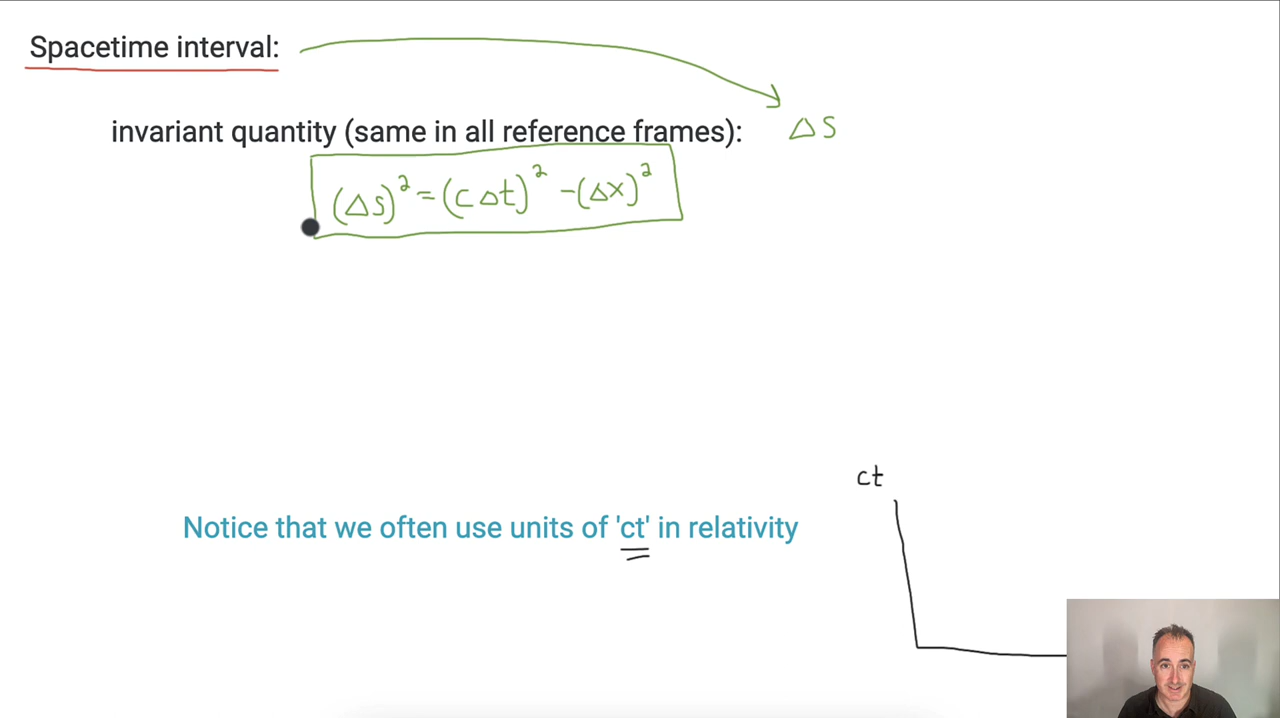 Spacetime interval:
invariant quantity (same in all reference frames): ΔS
(ΔS)² = (cΔt)² - (Δx)²
ct
Notice that we often use units of 'ct' in relativity